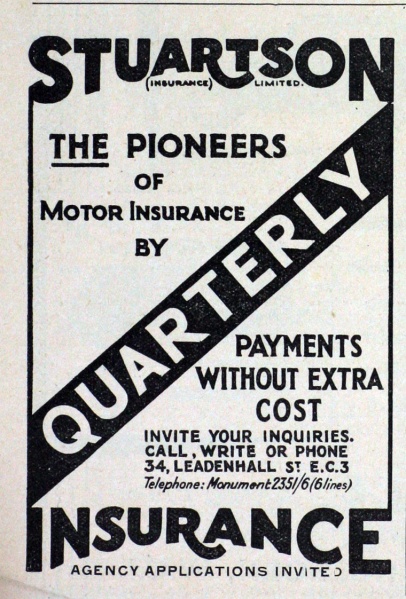 STUARTSON
(INSURANCE) LIMITED.
THE PIONEERS
OF
MOTOR INSURANCE
BY
QUARTERLY
PAYMENTS
WITHOUT EXTRA
COST
INVITE YOUR INQUIRIES.
CALL, WRITE OR PHONE
34, LEADENHALL ST E.C.3
Telephone: Monument 2351/6 (6 lines)
INSURANCE
AGENCY APPLICATIONS INVITED